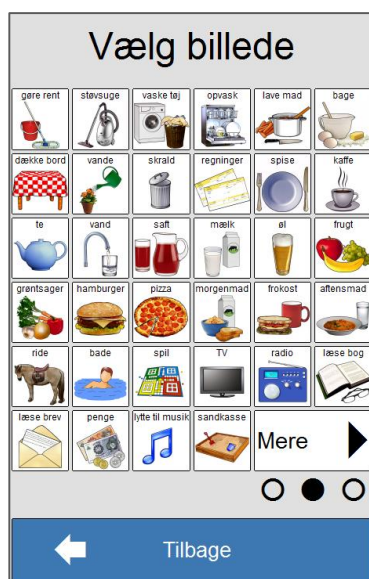 Vælg billede
gøre rent støvsuge vaske tøj opvask lave mad bage
dække bord vande skrald regninger spise kaffe
te vand saft mælk øl frugt
grøntsager hamburger pizza morgenmad frokost aftensmad
ride bade spil TV radio læse bog
læse brev penge lytte til musik sandkasse Mere
Tilbage